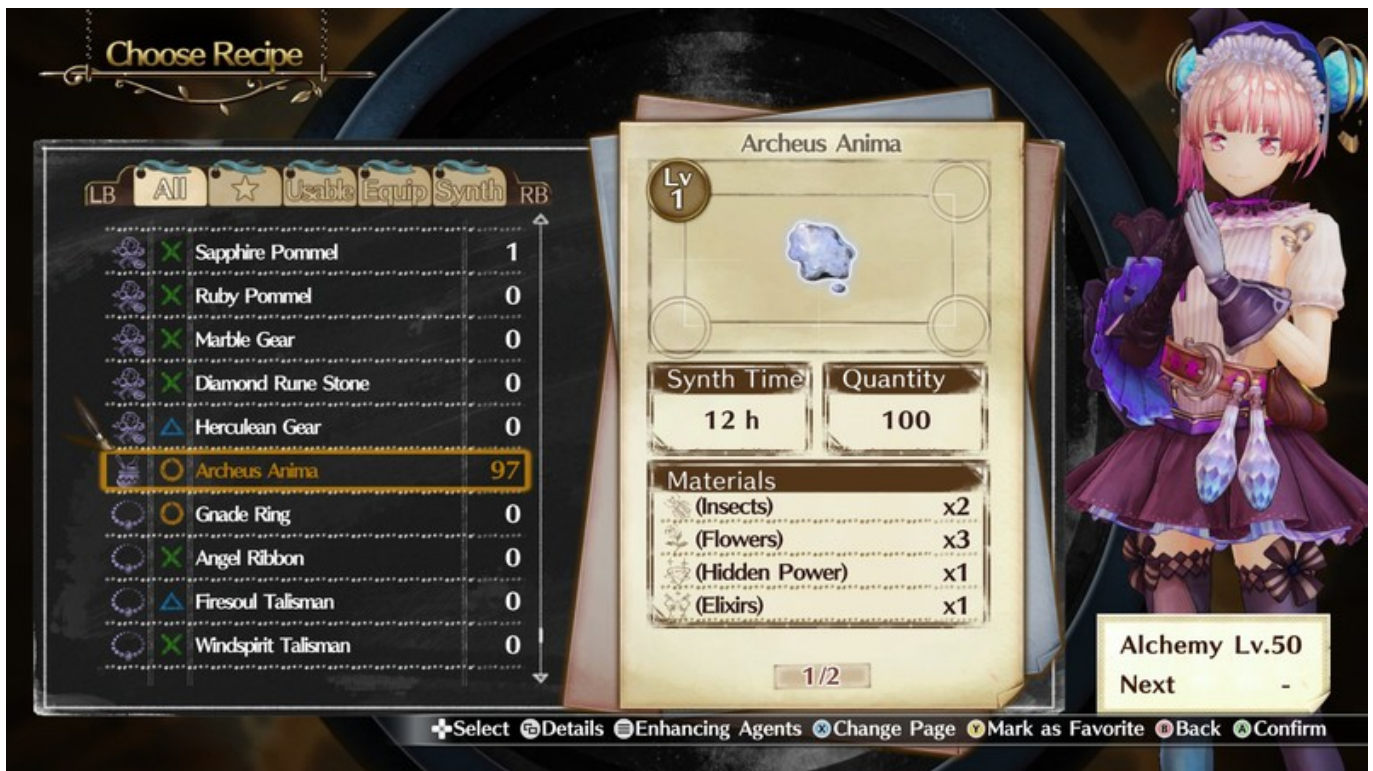 Choose Recipe
LB All Usable Equip Synth RB
Sapphire Pommel 1
Ruby Pommel 0
Marble Gear 0
Diamond Rune Stone 0
Herculean Gear 0
Archeus Anima 97
Gnade Ring 0
Angel Ribbon 0
Firesoul Talisman 0
Windspirit Talisman 0
Archeus Anima
Lv
1
Synth Time Quantity
12 h 100
Materials
(Insects) x2
(Flowers) x3
(Hidden Power) x1
(Elixirs) x1
1/2
Alchemy Lv.50
Next -
Select Details Enhancing Agents X Change Page Y Mark as Favorite B Back A Confirm